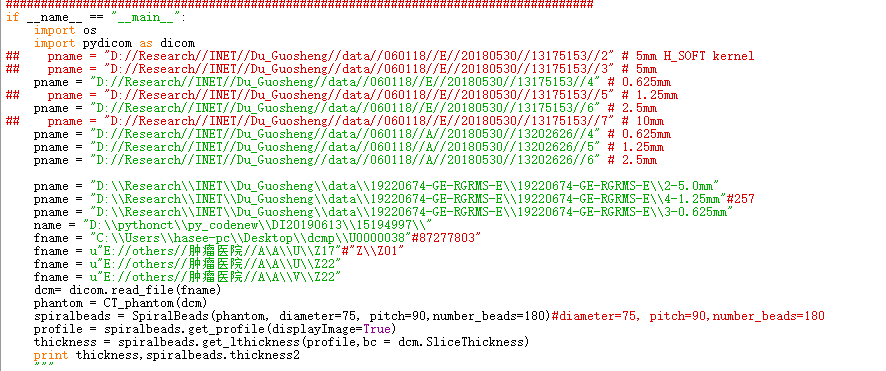 ################################################################################
if __name__ == "__main__":
    import os
    import pydicom as dicom
##    pname = "D://Research//INET//Du_Guosheng//data//060118//E//20180530//13175153//2" # 5mm H_SOFT kernel
##    pname = "D://Research//INET//Du_Guosheng//data//060118//E//20180530//13175153//3" # 5mm
    pname = "D://Research//INET//Du_Guosheng//data//060118//E//20180530//13175153//4" # 0.625mm
##    pname = "D://Research//INET//Du_Guosheng//data//060118//E//20180530//13175153//5" # 1.25mm
    pname = "D://Research//INET//Du_Guosheng//data//060118//E//20180530//13175153//6" # 2.5mm
##    pname = "D://Research//INET//Du_Guosheng//data//060118//E//20180530//13175153//7" # 10mm
    pname = "D://Research//INET//Du_Guosheng//data//060118//A//20180530//13202626//4" # 0.625mm
    pname = "D://Research//INET//Du_Guosheng//data//060118//A//20180530//13202626//5" # 1.25mm
    pname = "D://Research//INET//Du_Guosheng//data//060118//A//20180530//13202626//6" # 2.5mm
    pname = "D:\\Research\\INET\\Du_Guosheng\\data\\19220674-GE-RGRMS-E\\19220674-GE-RGRMS-E\\2-5.0mm"
    pname = "D:\\Research\\INET\\Du_Guosheng\\data\\19220674-GE-RGRMS-E\\19220674-GE-RGRMS-E\\4-1.25mm"#257
    pname = "D:\\Research\\INET\\Du_Guosheng\\data\\19220674-GE-RGRMS-E\\19220674-GE-RGRMS-E\\3-0.625mm"
    name = "D:\\pythonct\\py_codenew\\DI20190613\\15194997\\"
    fname = "C:\\Users\\hasee-pc\\Desktop\\dcmp\\U0000038"#87277803"
    fname = u"E://others//肿瘤医院//A\A\\U\\Z17"#"Z\\Z01"
    fname = u"E://others//肿瘤医院//A\A\\U\\Z22"
    fname = u"E://others//肿瘤医院//A\A\\V\\Z22"
    dcm= dicom.read_file(fname)
    phantom = CT_phantom(dcm)
    spiralbeads = SpiralBeads(phantom, diameter=75, pitch=90,number_beads=180)#diameter=75, pitch=90,number_beads=180
    profile = spiralbeads.get_profile(displayImage=True)
    thickness = spiralbeads.get_lthickness(profile,bc = dcm.SliceThickness)
    print thickness,spiralbeads.thickness2
    """